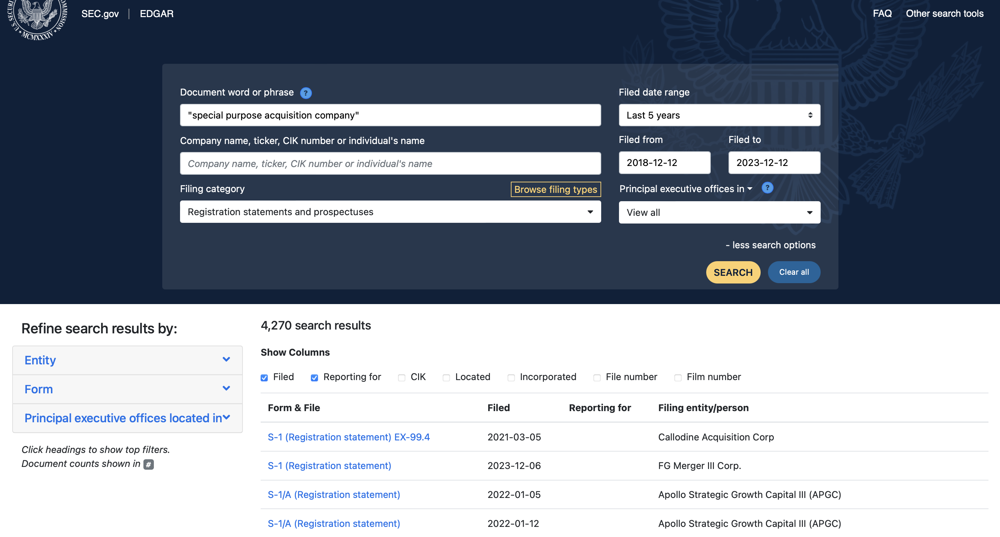 U.S. SECURI OMMISSION
MCMXXXIV
SEC.gov | EDGAR
FAQ Other search tools
Document word or phrase ?
"special purpose acquisition company"
Filed date range
Last 5 years
Company name, ticker, CIK number or individual's name
Company name, ticker, CIK number or individual's name
Filed from Filed to
2018-12-12 2023-12-12
Filing category Browse filing types
Registration statements and prospectuses
Principal executive offices in ?
View all
- less search options
SEARCH Clear all
Refine search results by:
Entity
Form
Principal executive offices located in
Click headings to show top filters.
Document counts shown in #
4,270 search results
Show Columns
Filed Reporting for CIK Located Incorporated File number Film number
Form & File Filed Reporting for Filing entity/person
S-1 (Registration statement) EX-99.4 2021-03-05 Callodine Acquisition Corp
S-1 (Registration statement) 2023-12-06 FG Merger III Corp.
S-1/A (Registration statement) 2022-01-05 Apollo Strategic Growth Capital III (APGC)
S-1/A (Registration statement) 2022-01-12 Apollo Strategic Growth Capital III (APGC)